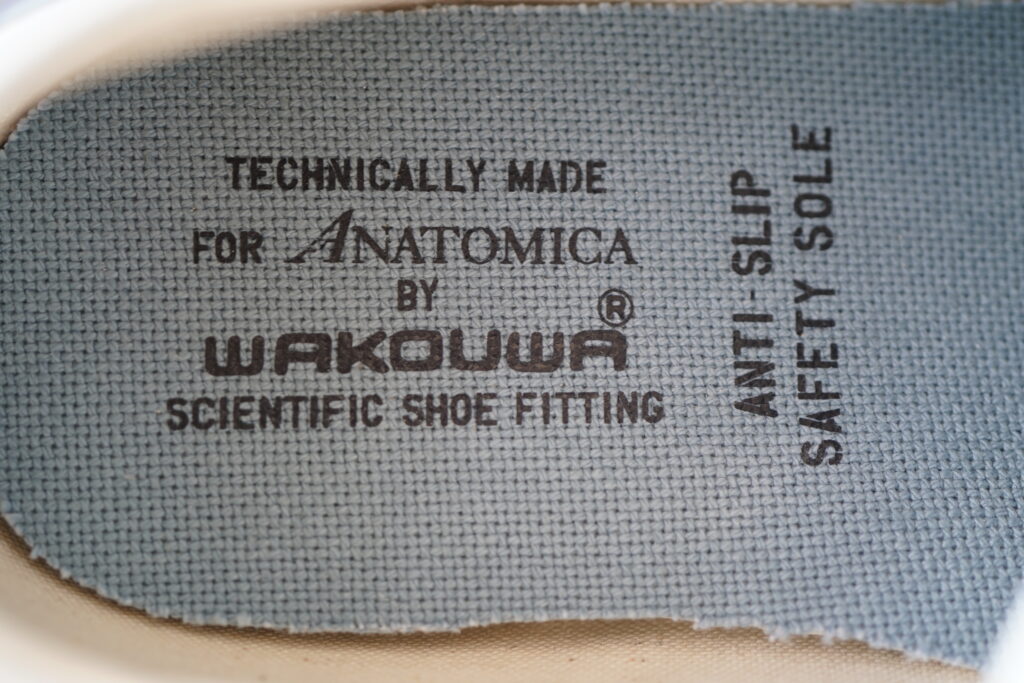 TECHNICALLY MADE
FOR ANATOMICA
BY
WAKOUWA®
SCIENTIFIC SHOE FITTING
ANTI-SLIP
SAFETY SOLE